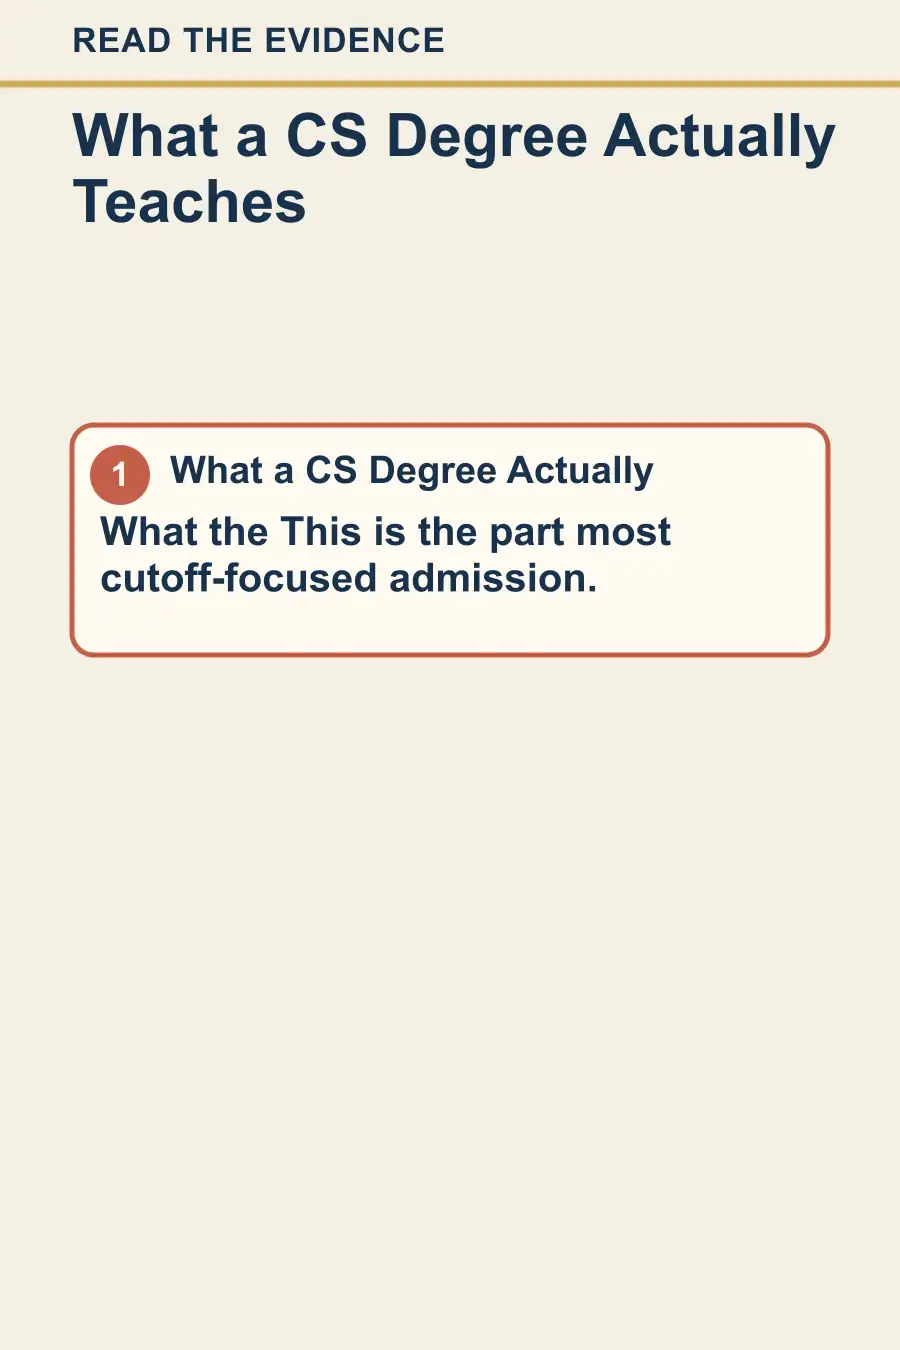 READ THE EVIDENCE
What a CS Degree Actually
Teaches
1 What a CS Degree Actually
What the This is the part most
cutoff-focused admission.